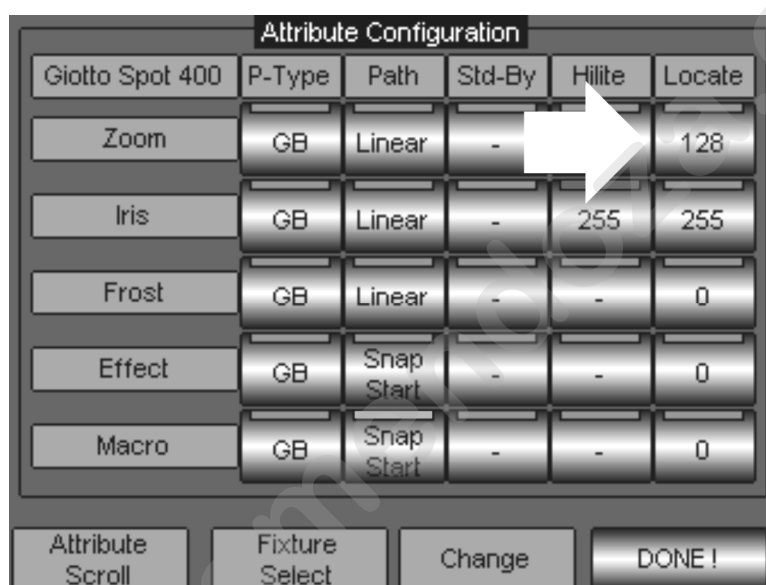 Attribute Configuration
Giotto Spot 400 P-Type Path Std-By Hilite Locate
Zoom GB Linear - 128
Iris GB Linear - 255 255
Frost GB Linear - - 0
Effect GB Snap Start - - 0
Macro GB Snap Start - - 0
Attribute Scroll Fixture Select Change DONE !